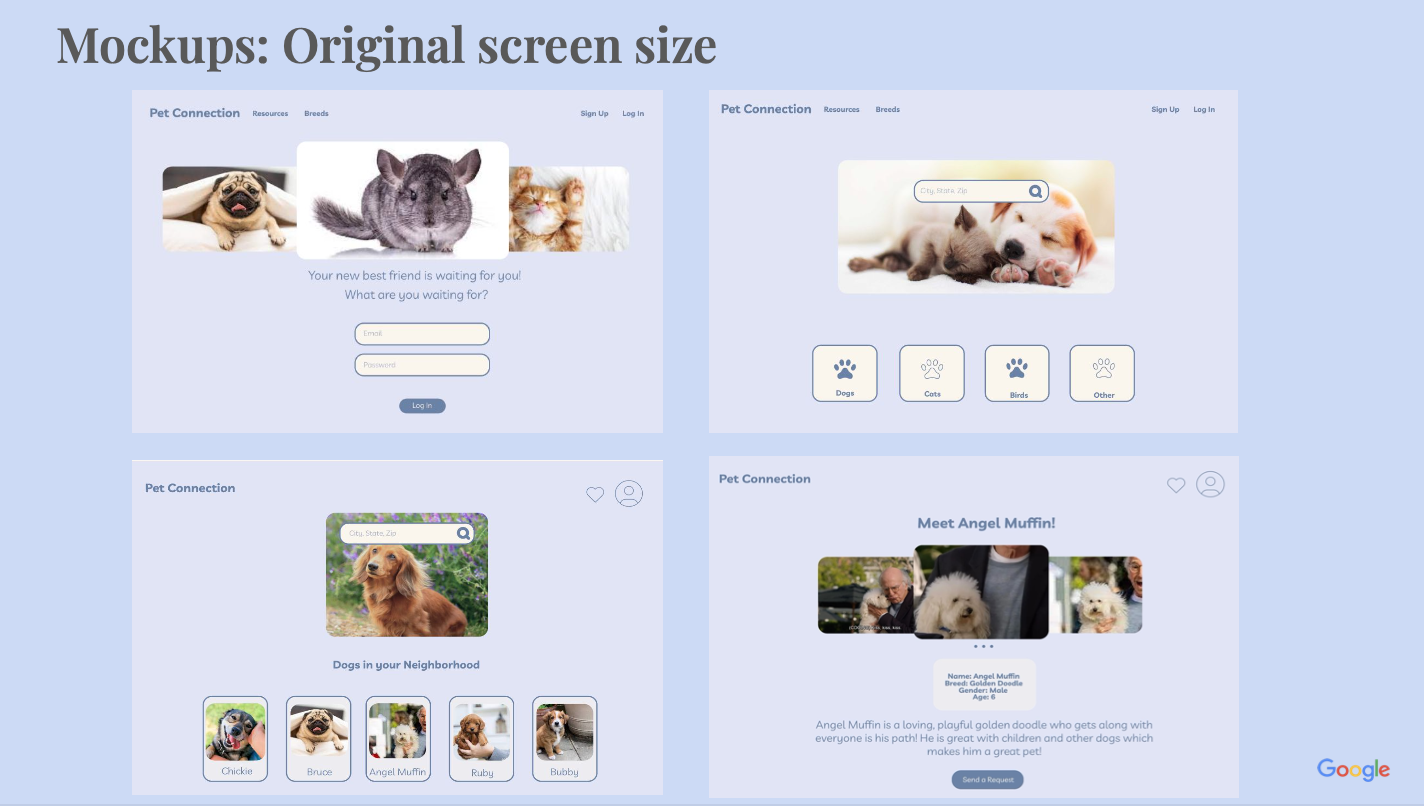 Mockups: Original screen size
Pet Connection Resources Breeds Sign Up Log In
Your new best friend is waiting for you!
What are you waiting for?
Email
Password
Log In
Pet Connection Resources Breeds Sign Up Log In
City, State, Zip
Dogs Cats Birds Other
Pet Connection
City, State, Zip
Dogs in your Neighborhood
Chickie Bruce Angel Muffin Ruby Bubby
Pet Connection
Meet Angel Muffin!
Name: Angel Muffin
Breed: Golden Doodle
Gender: Male
Age: 6
Angel Muffin is a loving, playful golden doodle who gets along with
everyone is his path! He is great with children and other dogs which
makes him a great pet!
Send a Request
Google